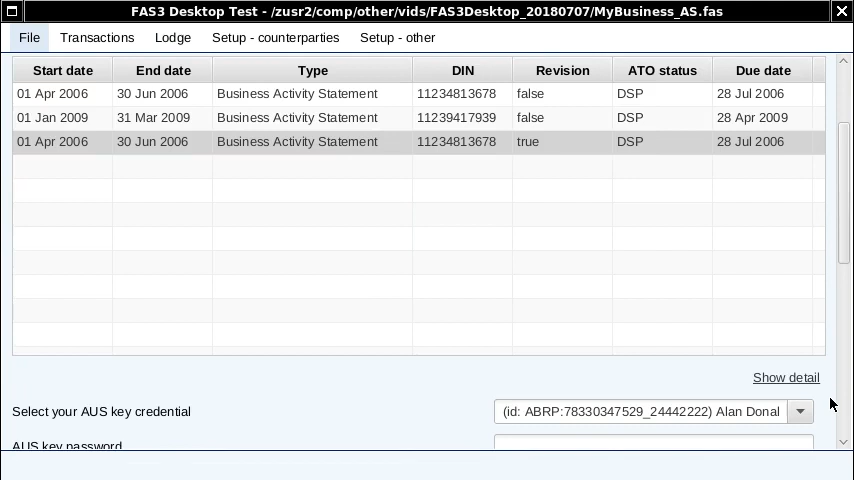 FAS3 Desktop Test - /zusr2/comp/other/vids/FAS3Desktop_20180707/MyBusiness_AS.fas
File Transactions Lodge Setup - counterparties Setup - other
Start date End date Type DIN Revision ATO status Due date
01 Apr 2006 30 Jun 2006 Business Activity Statement 11234813678 false DSP 28 Jul 2006
01 Jan 2009 31 Mar 2009 Business Activity Statement 11239417939 false DSP 28 Apr 2009
01 Apr 2006 30 Jun 2006 Business Activity Statement 11234813678 true DSP 28 Jul 2006
Show detail
Select your AUS key credential (id: ABRP:78330347529_24442222) Alan Donal
AUS key password